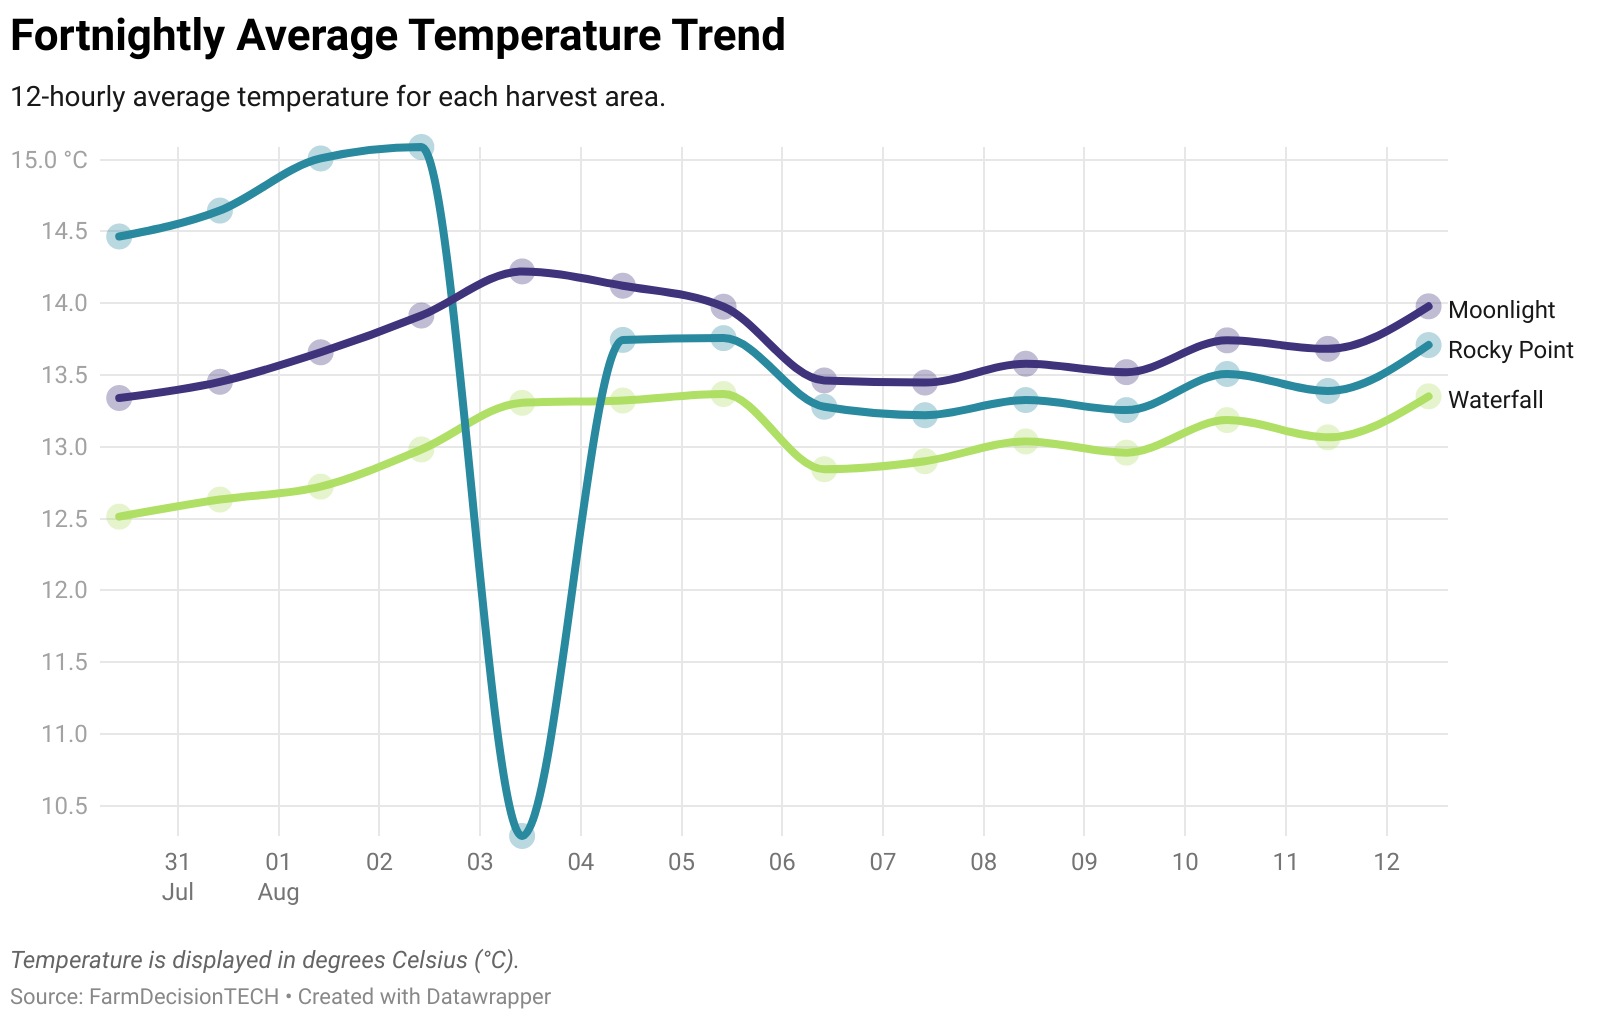 Fortnightly Average Temperature Trend
12-hourly average temperature for each harvest area.
15.0 °C
14.5
14.0
13.5
13.0
12.5
12.0
11.5
11.0
10.5
Moonlight
Rocky Point
Waterfall
31 01 02 03 04 05 06 07 08 09 10 11 12
Jul Aug
Temperature is displayed in degrees Celsius (°C).
Source: FarmDecisionTECH • Created with Datawrapper